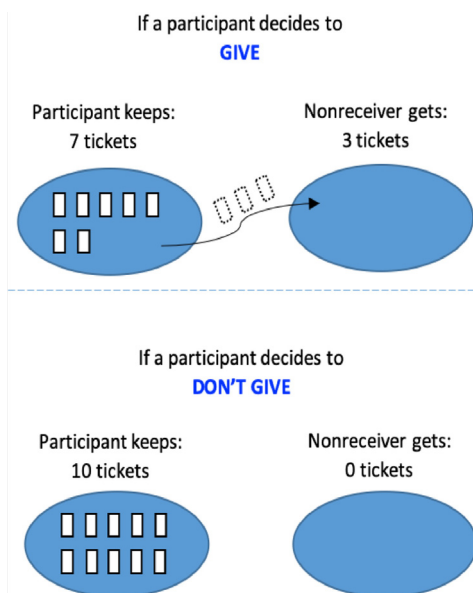 If a participant decides to
GIVE
Participant keeps:
7 tickets
Nonreceiver gets:
3 tickets
If a participant decides to
DON'T GIVE
Participant keeps:
10 tickets
Nonreceiver gets:
0 tickets